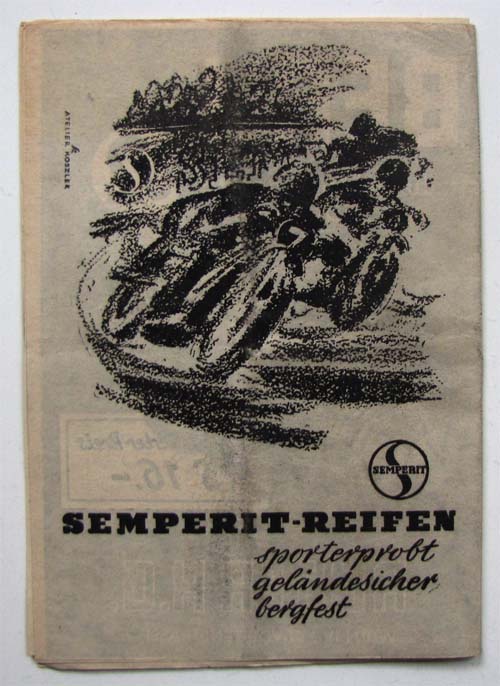 ATELIER KOSZLER
SEMPERIT
SEMPERIT-REIFEN
sporterprobt
geländesicher
bergfest